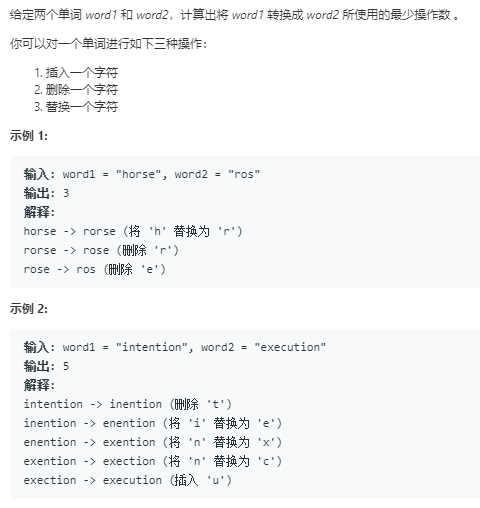 给定两个单词 word1 和 word2，计算出将 word1 转换成 word2 所使用的最少操作数 。
你可以对一个单词进行如下三种操作：
1. 插入一个字符
2. 删除一个字符
3. 替换一个字符
示例 1:
输入: word1 = "horse", word2 = "ros"
输出: 3
解释:
horse -> rorse (将 'h' 替换为 'r')
rorse -> rose (删除 'r')
rose -> ros (删除 'e')
示例 2:
输入: word1 = "intention", word2 = "execution"
输出: 5
解释:
intention -> inention (删除 't')
inention -> enention (将 'i' 替换为 'e')
enention -> exention (将 'n' 替换为 'x')
exention -> exection (将 'n' 替换为 'c')
exection -> execution (插入 'u')